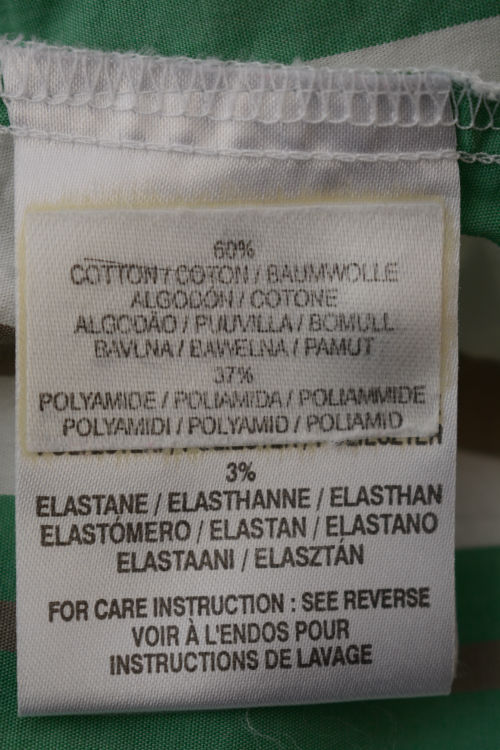 60%
COTTON / COTON / BAUMWOLLE
ALGODÓN / COTONE
ALGODÃO / PUUVILLA / BOMULL
BAVLNA / BAWEŁNA / PAMUT
37%
POLYAMIDE / POLIAMIDA / POLIAMMIDE
POLYAMIDI / POLYAMID / POLIAMID
3%
ELASTANE / ELASTHANNE / ELASTHAN
ELASTÓMERO / ELASTAN / ELASTANO
ELASTAANI / ELASZTÁN
FOR CARE INSTRUCTION : SEE REVERSE
VOIR À L'ENDOS POUR
INSTRUCTIONS DE LAVAGE